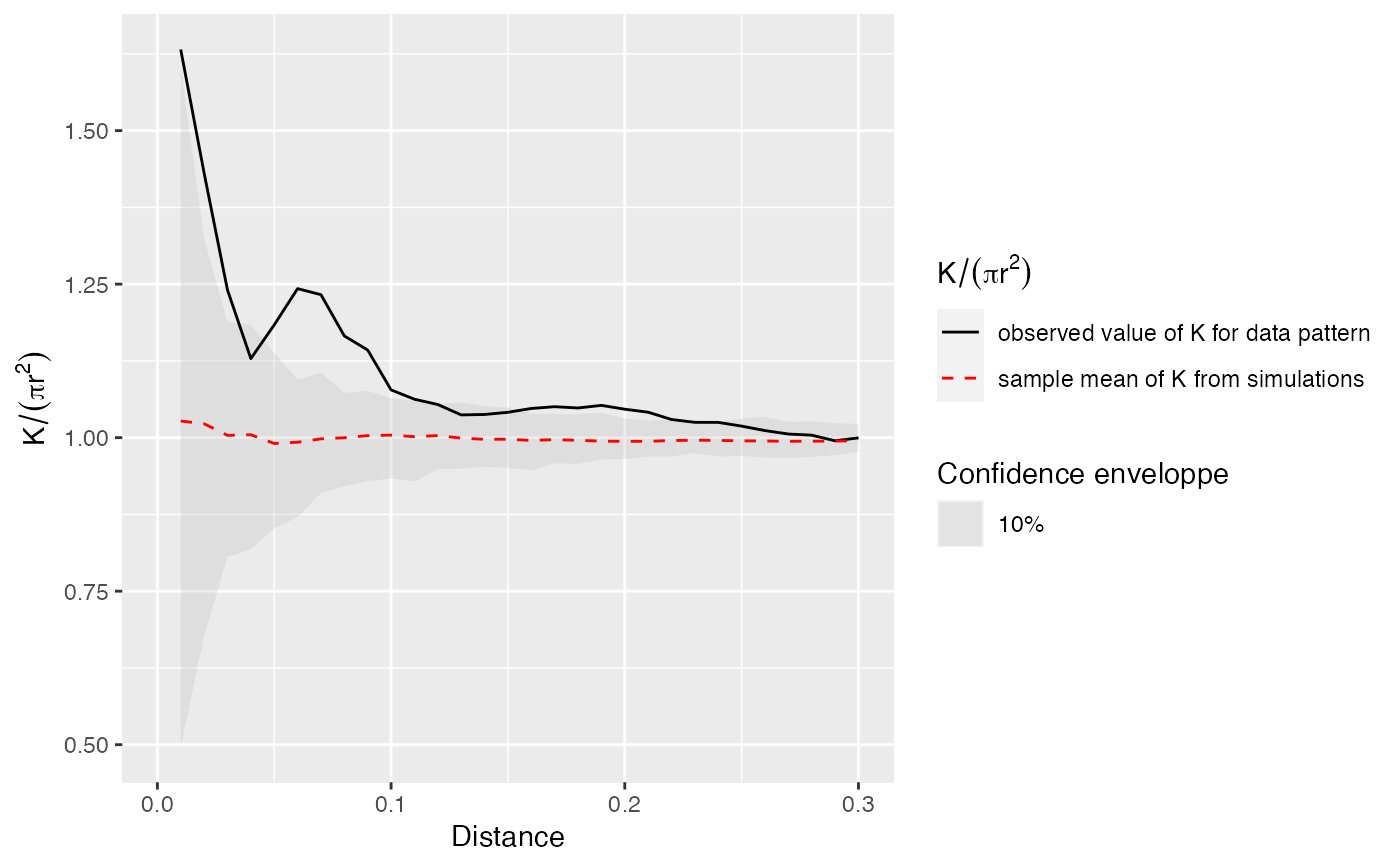 K/(πr²)
1.50
1.25
1.00
0.75
0.50
0.0 0.1 0.2 0.3
Distance
K/(πr²)
observed value of K for data pattern
sample mean of K from simulations
Confidence enveloppe
10%